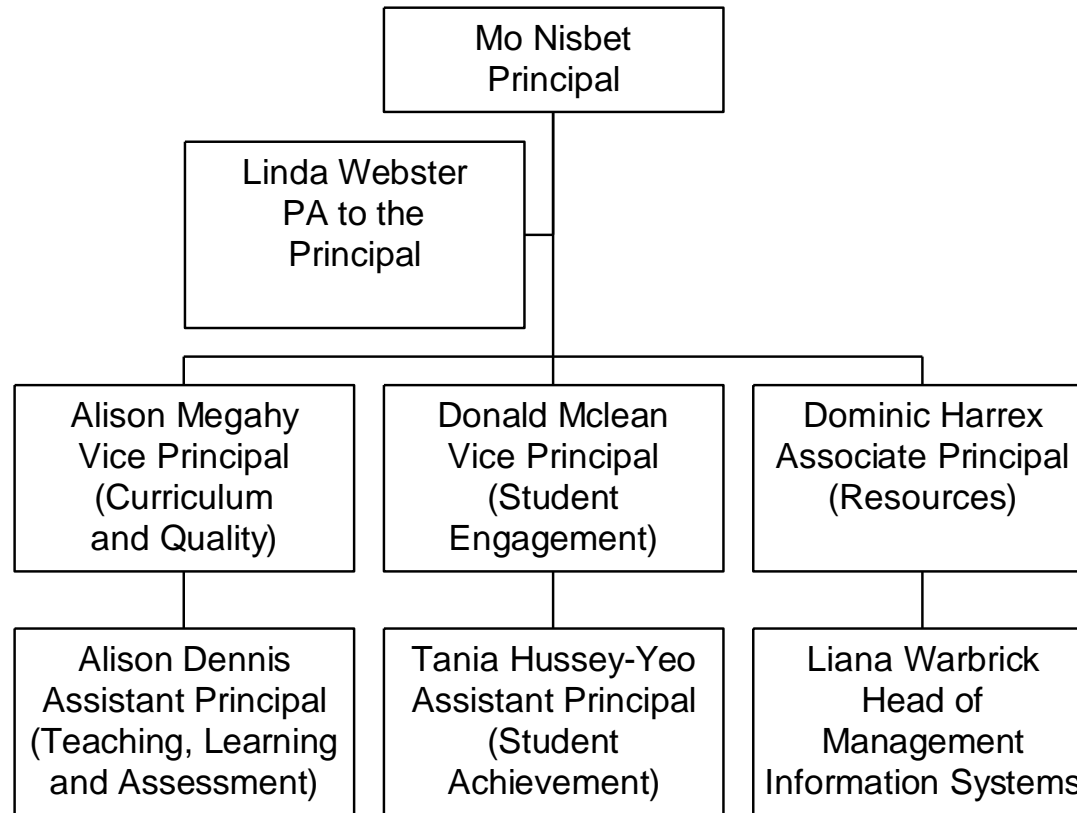 Mo Nisbet
Principal
Linda Webster
PA to the
Principal
Alison Megahy
Vice Principal
(Curriculum
and Quality)
Donald Mclean
Vice Principal
(Student
Engagement)
Dominic Harrex
Associate Principal
(Resources)
Alison Dennis
Assistant Principal
(Teaching, Learning
and Assessment)
Tania Hussey-Yeo
Assistant Principal
(Student
Achievement)
Liana Warbrick
Head of
Management
Information Systems